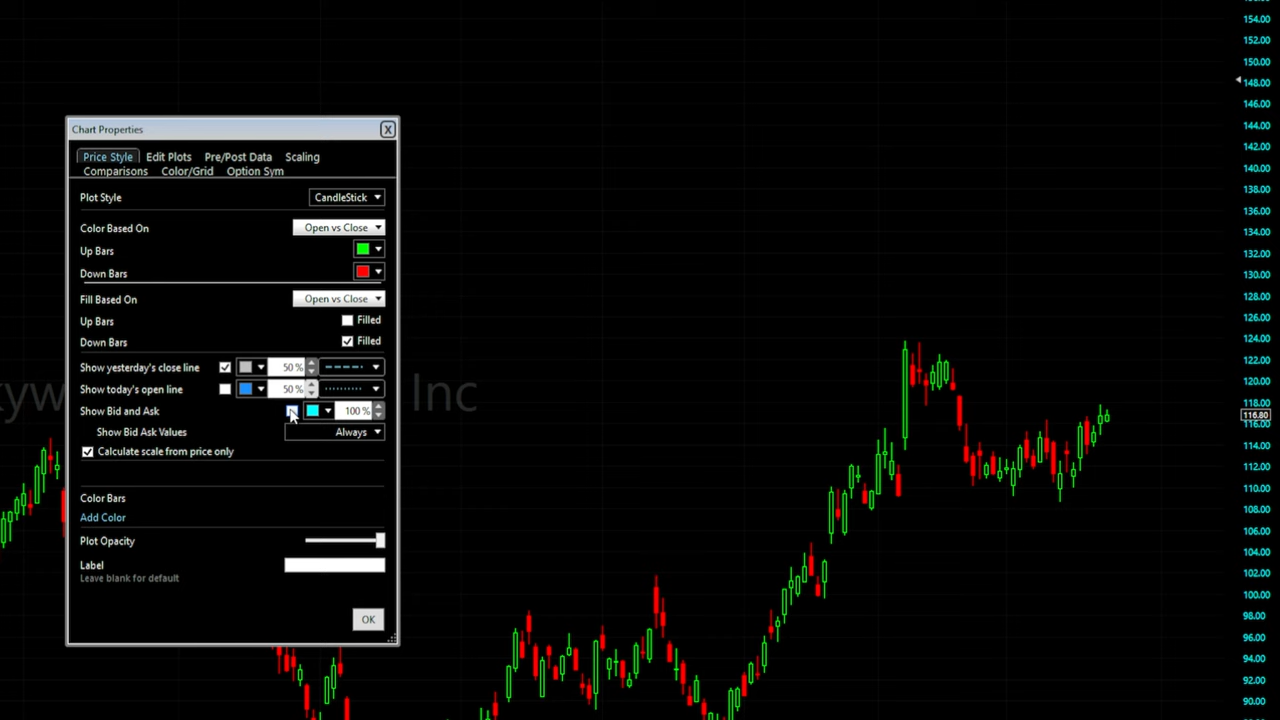 Chart Properties
X
Price Style Edit Plots Pre/Post Data Scaling
Comparisons Color/Grid Option Sym
Plot Style CandleStick
Color Based On Open vs Close
Up Bars
Down Bars
Fill Based On Open vs Close
Up Bars Filled
Down Bars Filled
Show yesterday's close line 50 %
Show today's open line 50 %
Show Bid and Ask 100 %
Show Bid Ask Values Always
Calculate scale from price only
Color Bars
Add Color
Plot Opacity
Label
Leave blank for default
OK
Inc
154.00
152.00
150.00
148.00
146.00
144.00
142.00
140.00
138.00
136.00
134.00
132.00
130.00
128.00
126.00
124.00
122.00
120.00
118.00
116.80
116.00
114.00
112.00
110.00
108.00
106.00
104.00
102.00
100.00
98.00
96.00
94.00
92.00
90.00